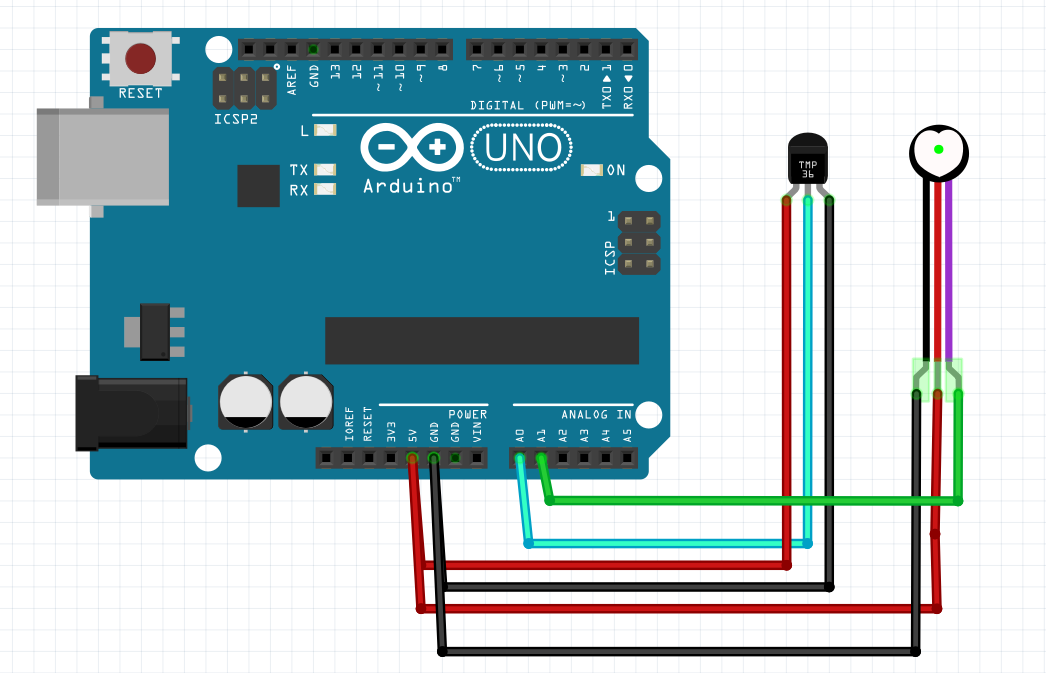 RESET
ICSP2
AREF
GND
13
12
~11
~10
~9
8
7
~6
~5
4
~3
2
TX0▶1
RX0◀0
DIGITAL (PWM=~)
L
TX
RX
Arduino™
UNO
ON
1
ICSP
TMP
36
POWER
ANALOG IN
IOREF
RESET
3V3
5V
GND
GND
VIN
A0
A1
A2
A3
A4
A5